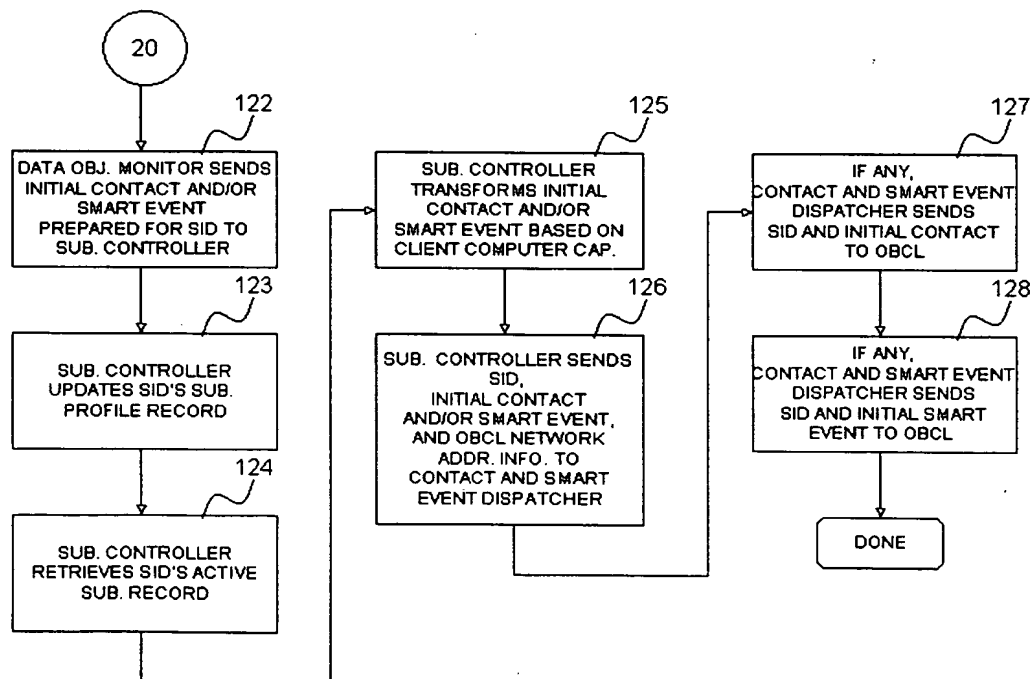 20
122
DATA OBJ. MONITOR SENDS
INITIAL CONTACT AND/OR
SMART EVENT
PREPARED FOR SID TO
SUB. CONTROLLER
123
SUB. CONTROLLER
UPDATES SID'S SUB.
PROFILE RECORD
124
SUB. CONTROLLER
RETRIEVES SID'S ACTIVE
SUB. RECORD
125
SUB. CONTROLLER
TRANSFORMS INITIAL
CONTACT AND/OR
SMART EVENT BASED ON
CLIENT COMPUTER CAP.
126
SUB. CONTROLLER SENDS
SID,
INITIAL CONTACT
AND/OR SMART EVENT,
AND OBCL NETWORK
ADDR. INFO. TO
CONTACT AND SMART
EVENT DISPATCHER
127
IF ANY,
CONTACT AND SMART EVENT
DISPATCHER SENDS
SID AND INITIAL CONTACT
TO OBCL
128
IF ANY,
CONTACT AND SMART EVENT
DISPATCHER SENDS
SID AND INITIAL SMART
EVENT TO OBCL
DONE